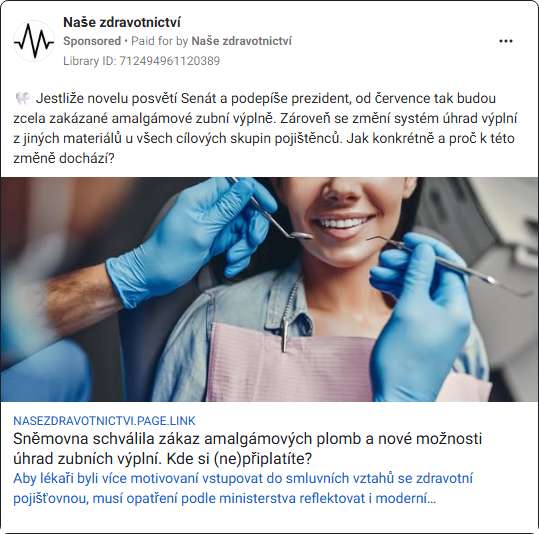 Naše zdravotnictví
Sponsored • Paid for by Naše zdravotnictví
Library ID: 712494961120389
🦷 Jestliže novelu posvětí Senát a podepíše prezident, od července tak budou
zcela zakázané amalgámové zubní výplně. Zároveň se změní systém úhrad výplní
z jiných materiálů u všech cílových skupin pojištěnců. Jak konkrétně a proč k této
změně dochází?
NASEZDRAVOTNICTVI.PAGE.LINK
Sněmovna schválila zákaz amalgámových plomb a nové možnosti
úhrad zubních výplní. Kde si (ne)připlatíte?
Aby lékaři byli více motivovaní vstupovat do smluvních vztahů se zdravotní
pojišťovnou, musí opatření podle ministerstva reflektovat i moderní…